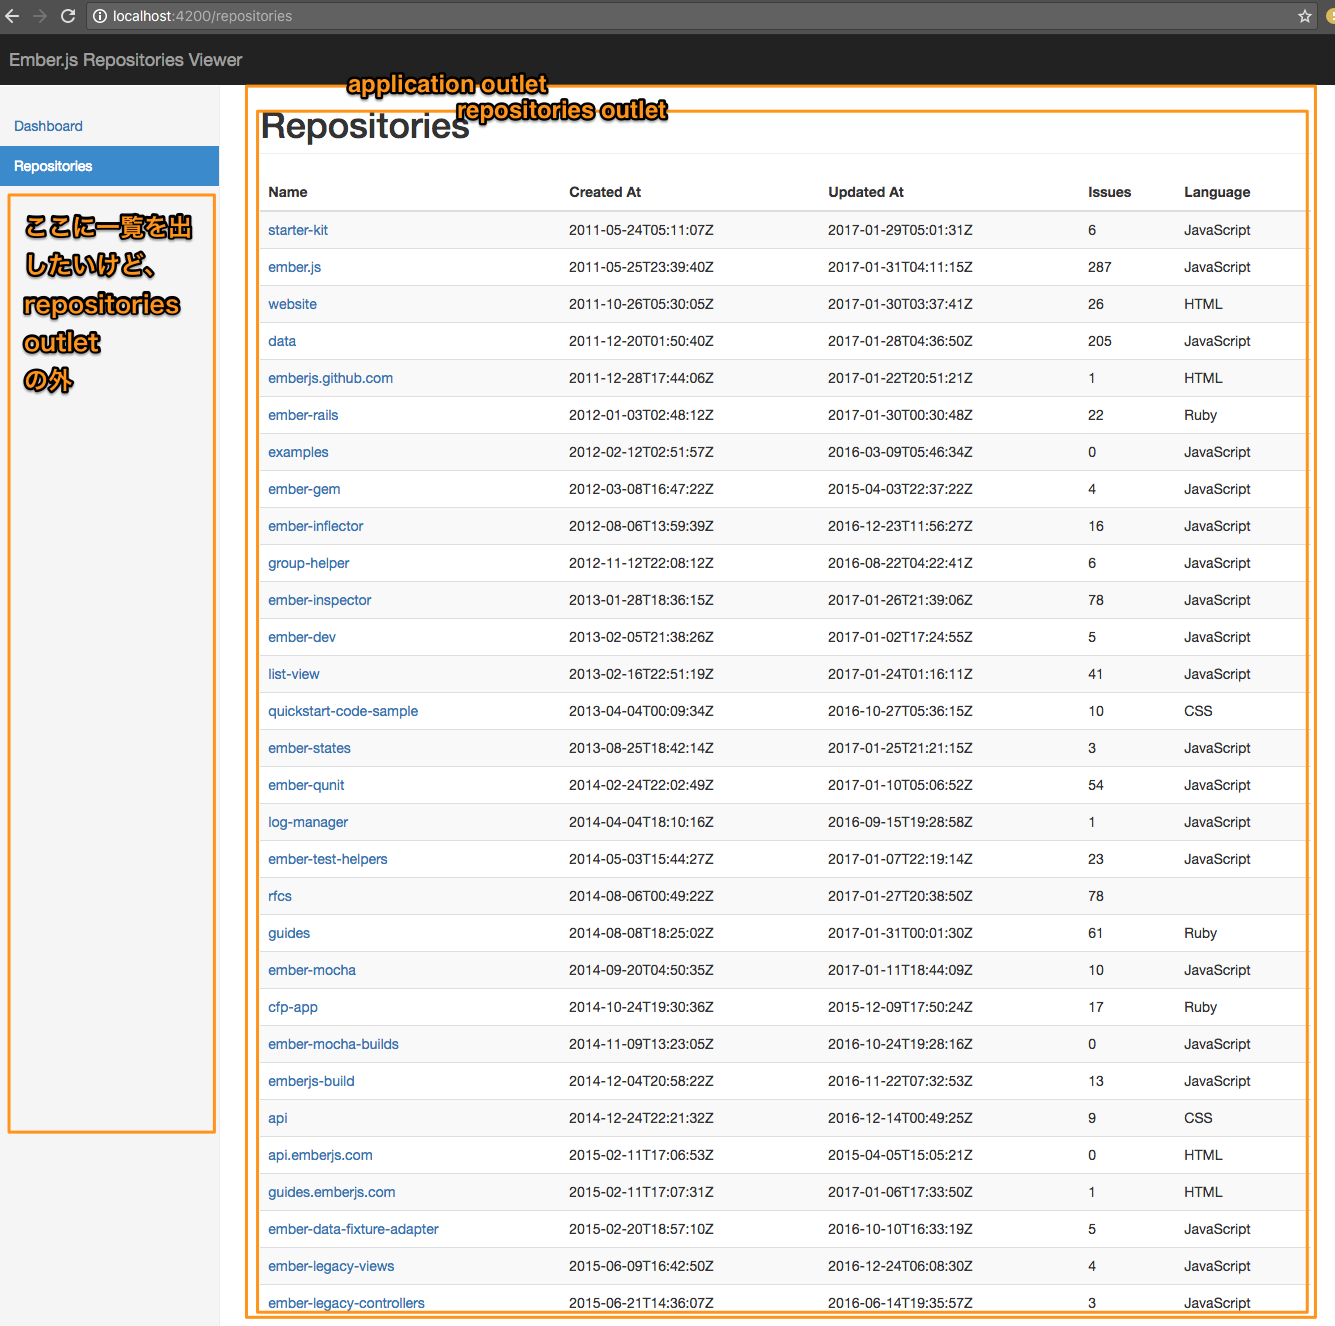 localhost:4200/repositories
Ember.js Repositories Viewer
application outlet
repositories outlet
Dashboard
Repositories
ここに一覧を出
したいけど、
repositories
outlet
の外
Repositories
Name Created At Updated At Issues Language
starter-kit 2011-05-24T05:11:07Z 2017-01-29T05:01:31Z 6 JavaScript
ember.js 2011-05-25T23:39:40Z 2017-01-31T04:11:15Z 287 JavaScript
website 2011-10-26T05:30:05Z 2017-01-30T03:37:41Z 26 HTML
data 2011-12-20T01:50:40Z 2017-01-28T04:36:50Z 205 JavaScript
emberjs.github.com 2011-12-28T17:44:06Z 2017-01-22T20:51:21Z 1 HTML
ember-rails 2012-01-03T02:48:12Z 2017-01-30T00:30:48Z 22 Ruby
examples 2012-02-12T02:51:57Z 2016-03-09T05:46:34Z 0 JavaScript
ember-gem 2012-03-08T16:47:22Z 2015-04-03T22:37:22Z 4 JavaScript
ember-inflector 2012-08-06T13:59:39Z 2016-12-23T11:56:27Z 16 JavaScript
group-helper 2012-11-12T22:08:12Z 2016-08-22T04:22:41Z 6 JavaScript
ember-inspector 2013-01-28T18:36:15Z 2017-01-26T21:39:06Z 78 JavaScript
ember-dev 2013-02-05T21:38:26Z 2017-01-02T17:24:55Z 5 JavaScript
list-view 2013-02-16T22:51:19Z 2017-01-24T01:16:11Z 41 JavaScript
quickstart-code-sample 2013-04-04T00:09:34Z 2016-10-27T05:36:15Z 10 CSS
ember-states 2013-08-25T18:42:14Z 2017-01-25T21:21:15Z 3 JavaScript
ember-qunit 2014-02-24T22:02:49Z 2017-01-10T05:06:52Z 54 JavaScript
log-manager 2014-04-04T18:10:16Z 2016-09-15T19:28:58Z 1 JavaScript
ember-test-helpers 2014-05-03T15:44:27Z 2017-01-07T22:19:14Z 23 JavaScript
rfcs 2014-08-06T00:49:22Z 2017-01-27T20:38:50Z 78
guides 2014-08-08T18:25:02Z 2017-01-31T00:01:30Z 61 Ruby
ember-mocha 2014-09-20T04:50:35Z 2017-01-11T18:44:09Z 10 JavaScript
cfp-app 2014-10-24T19:30:36Z 2015-12-09T17:50:24Z 17 Ruby
ember-mocha-builds 2014-11-09T13:23:05Z 2016-10-24T19:28:16Z 0 JavaScript
emberjs-build 2014-12-04T20:58:22Z 2016-11-22T07:32:53Z 13 JavaScript
api 2014-12-24T22:21:32Z 2016-12-14T00:49:25Z 9 CSS
api.emberjs.com 2015-02-11T17:06:53Z 2015-04-05T15:05:21Z 0 HTML
guides.emberjs.com 2015-02-11T17:07:31Z 2017-01-06T17:33:50Z 1 HTML
ember-data-fixture-adapter 2015-02-20T18:57:10Z 2016-10-10T16:33:19Z 5 JavaScript
ember-legacy-views 2015-06-09T16:42:50Z 2016-12-24T06:08:30Z 4 JavaScript
ember-legacy-controllers 2015-06-21T14:36:07Z 2016-06-14T19:35:57Z 3 JavaScript